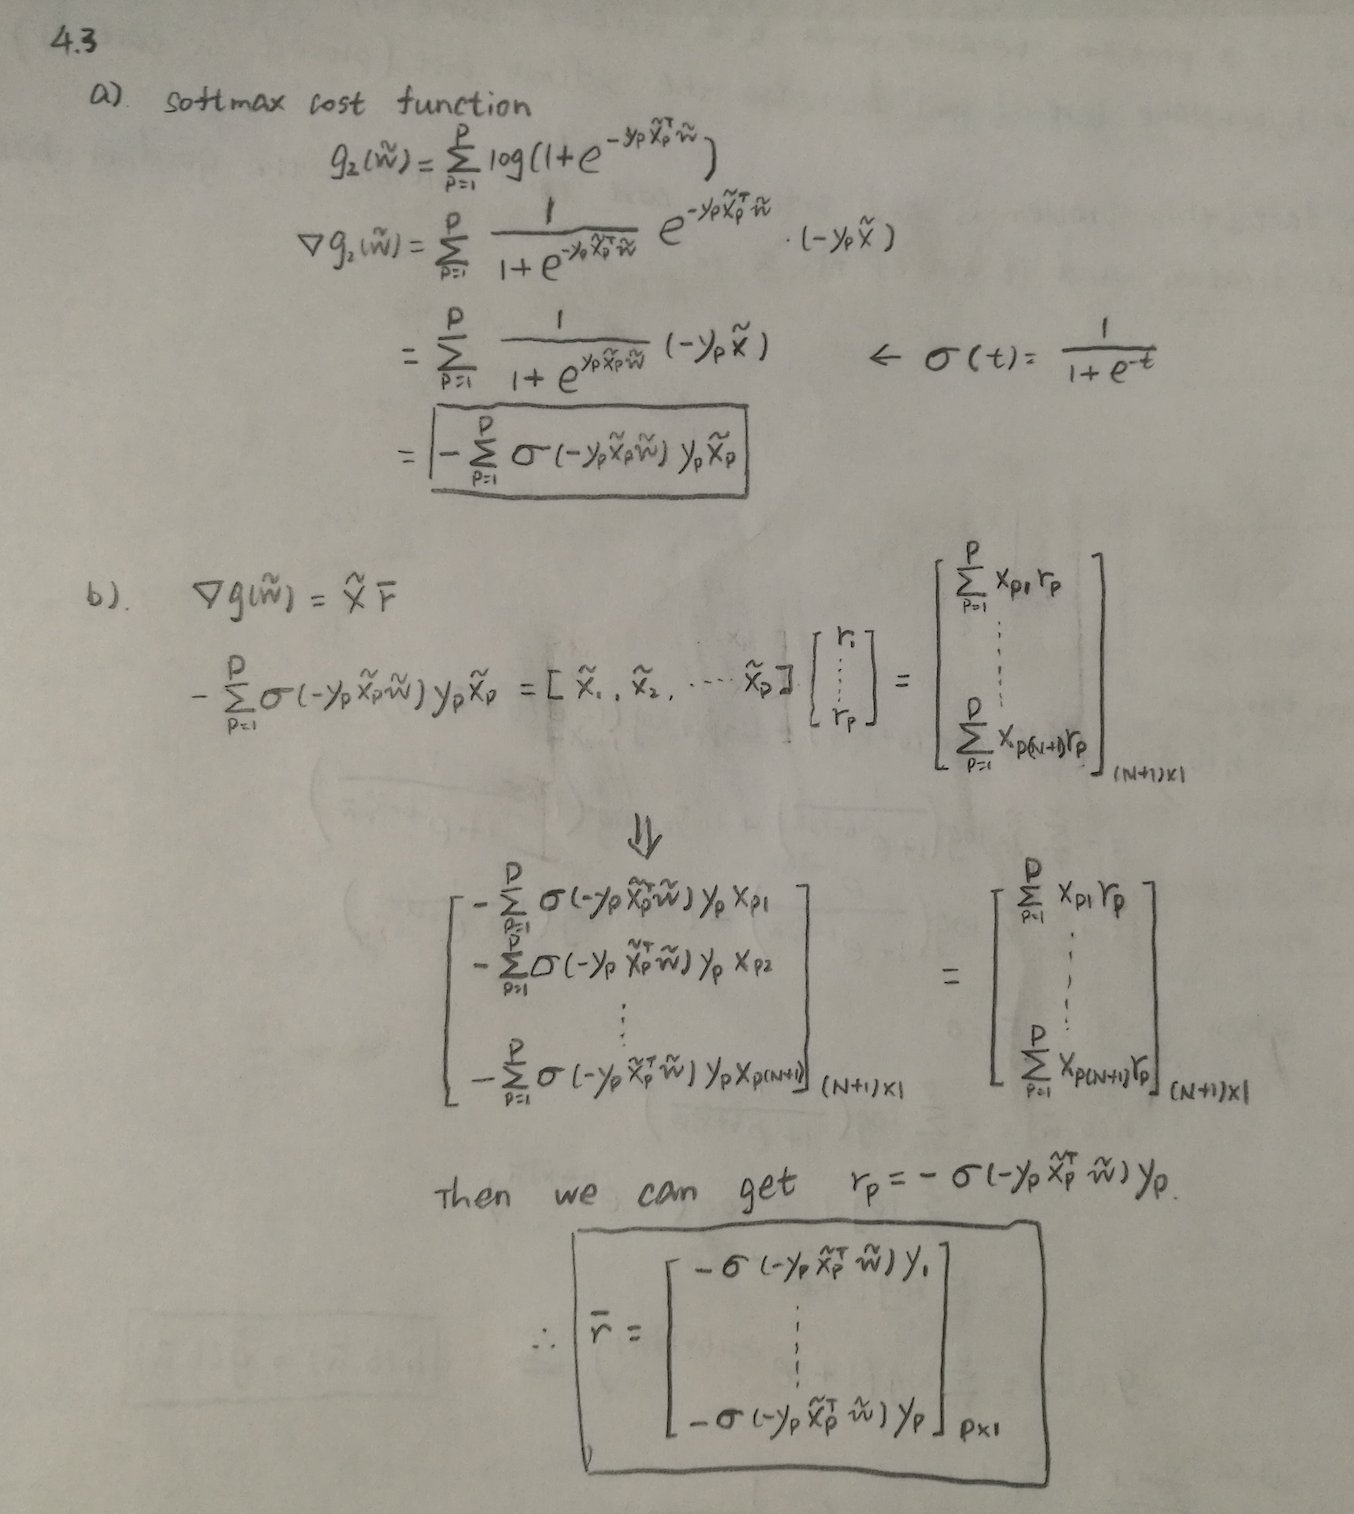 4.3
a). softmax cost function
g₂(w̃) = Σ_{p=1}^{P} log(1+e^{-y_p x̃_p^T w̃})
∇g₂(w̃) = Σ_{p=1}^{P} 1/(1+e^{-y_p x̃_p^T w̃}) e^{-y_p x̃_p^T w̃} · (-y_p x̃)
= Σ_{p=1}^{P} 1/(1+e^{y_p x̃_p w̃}) (-y_p x̃) ← σ(t) = 1/(1+e^{-t})
= -Σ_{p=1}^{P} σ(-y_p x̃_p w̃) y_p x̃_p
b). ∇g(w̃) = X̃ r̄
-Σ_{p=1}^{P} σ(-y_p x̃_p w̃) y_p x̃_p = [x̃₁, x̃₂, ···· x̃_P] [r₁ ⋮ r_P] = [Σ_{p=1}^{P} x_{p1} r_p ⋮ Σ_{p=1}^{P} x_{p(N+1)} r_p]_{(N+1)×1}
⇓
[-Σ_{p=1}^{P} σ(-y_p x̃_p^T w̃) y_p x_{p1} = [Σ_{p=1}^{P} x_{p1} r_p
-Σ_{p=1}^{P} σ(-y_p x̃_p^T w̃) y_p x_{p2} ⋮
⋮
-Σ_{p=1}^{P} σ(-y_p x̃_p^T w̃) y_p x_{p(N+1)}]_{(N+1)×1} Σ_{p=1}^{P} x_{p(N+1)} r_p]_{(N+1)×1}
Then we can get r_p = -σ(-y_p x̃_p^T w̃) y_p.
∴ r̄ = [-σ(-y_p x̃_p^T w̃) y₁
⋮
-σ(-y_p x̃_p^T w̃) y_P]_{P×1}